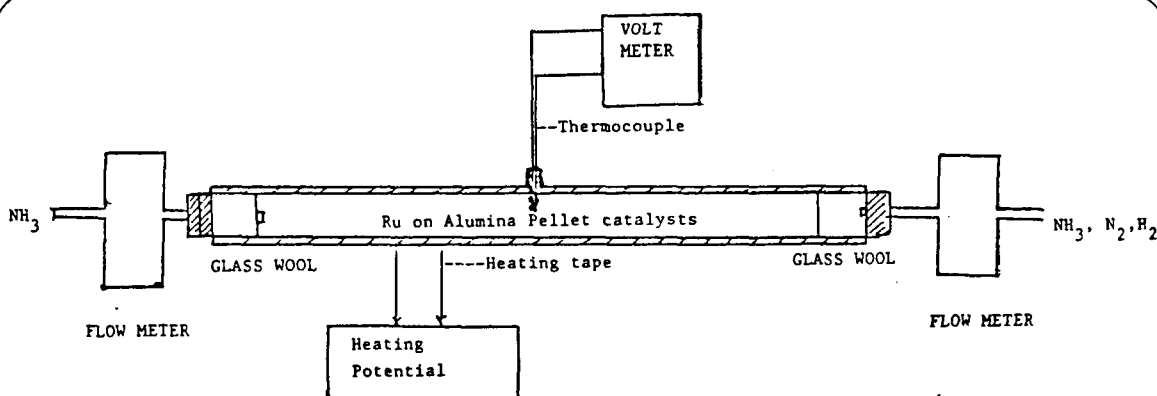 VOLT
METER
---Thermocouple
NH3
Ru on Alumina Pellet catalysts
NH3, N2,H2
GLASS WOOL
----Heating tape
GLASS WOOL
FLOW METER
FLOW METER
Heating
Potential